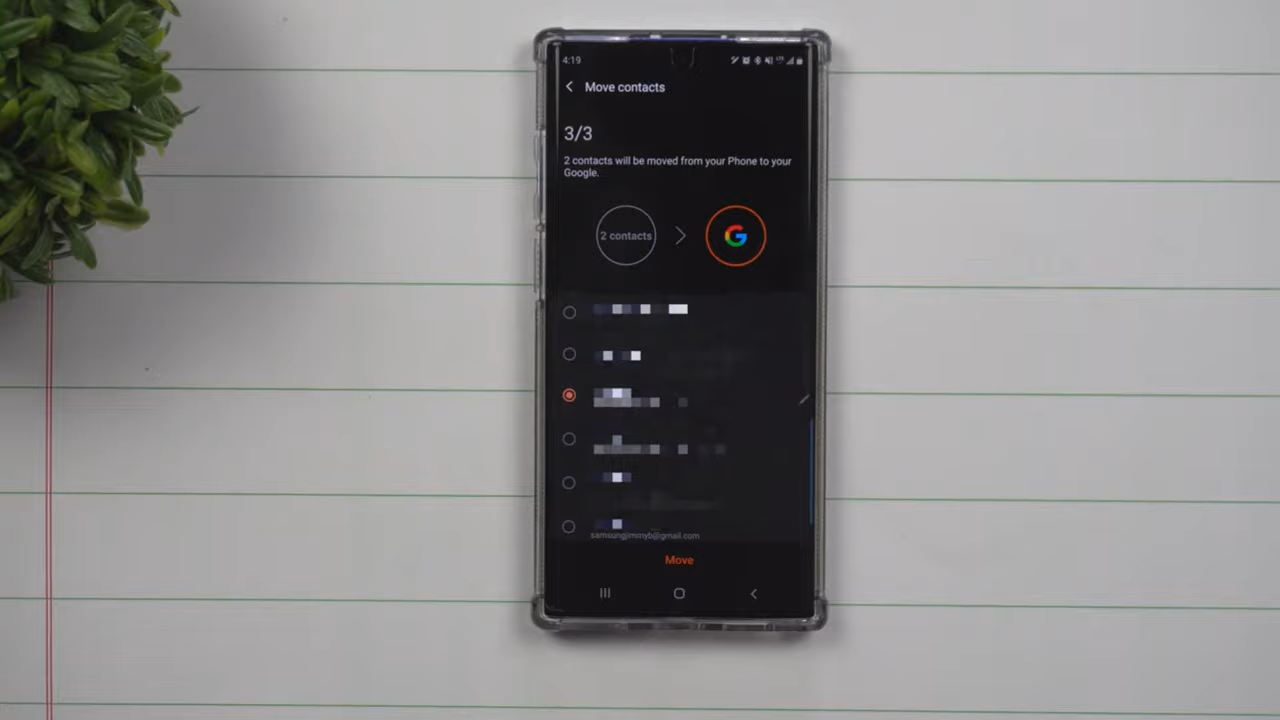 4:19
Move contacts
3/3
2 contacts will be moved from your Phone to your
Google.
2 contacts
G
samsungjimmyb@gmail.com
Move